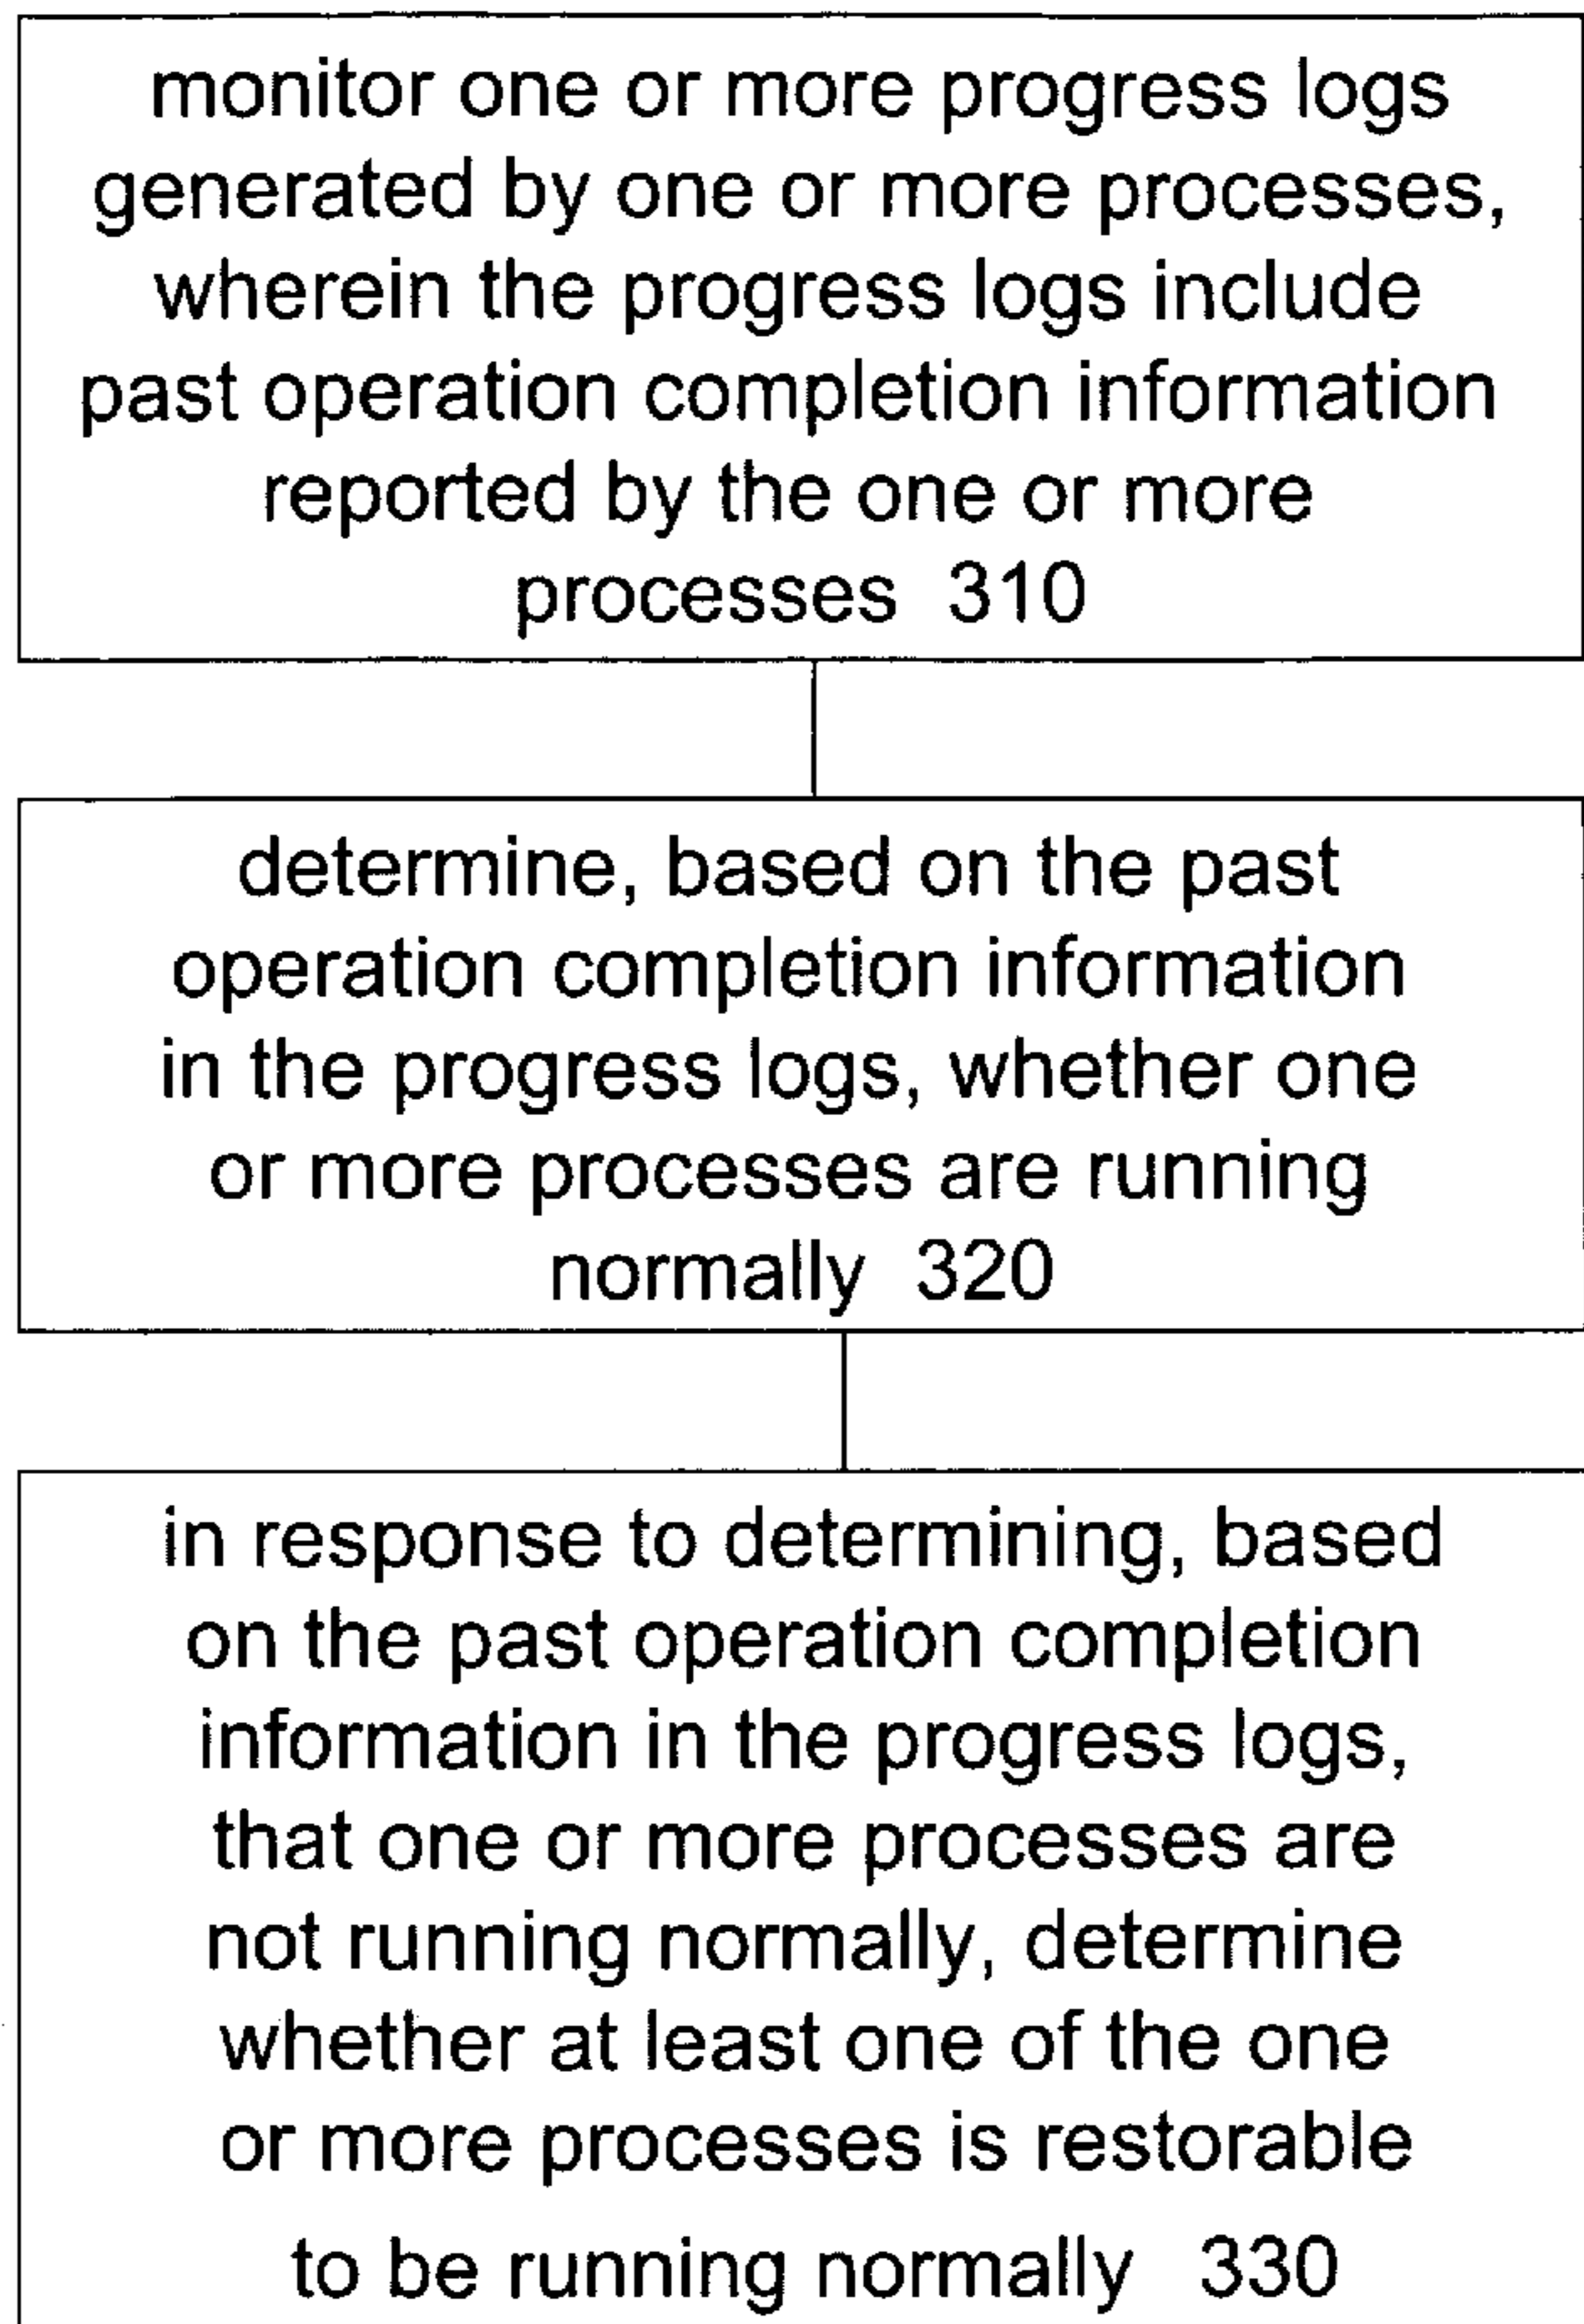 monitor one or more progress logs
generated by one or more processes,
wherein the progress logs include
past operation completion information
reported by the one or more
processes 310
determine, based on the past
operation completion information
in the progress logs, whether one
or more processes are running
normally 320
in response to determining, based
on the past operation completion
information in the progress logs,
that one or more processes are
not running normally, determine
whether at least one of the one
or more processes is restorable
to be running normally 330